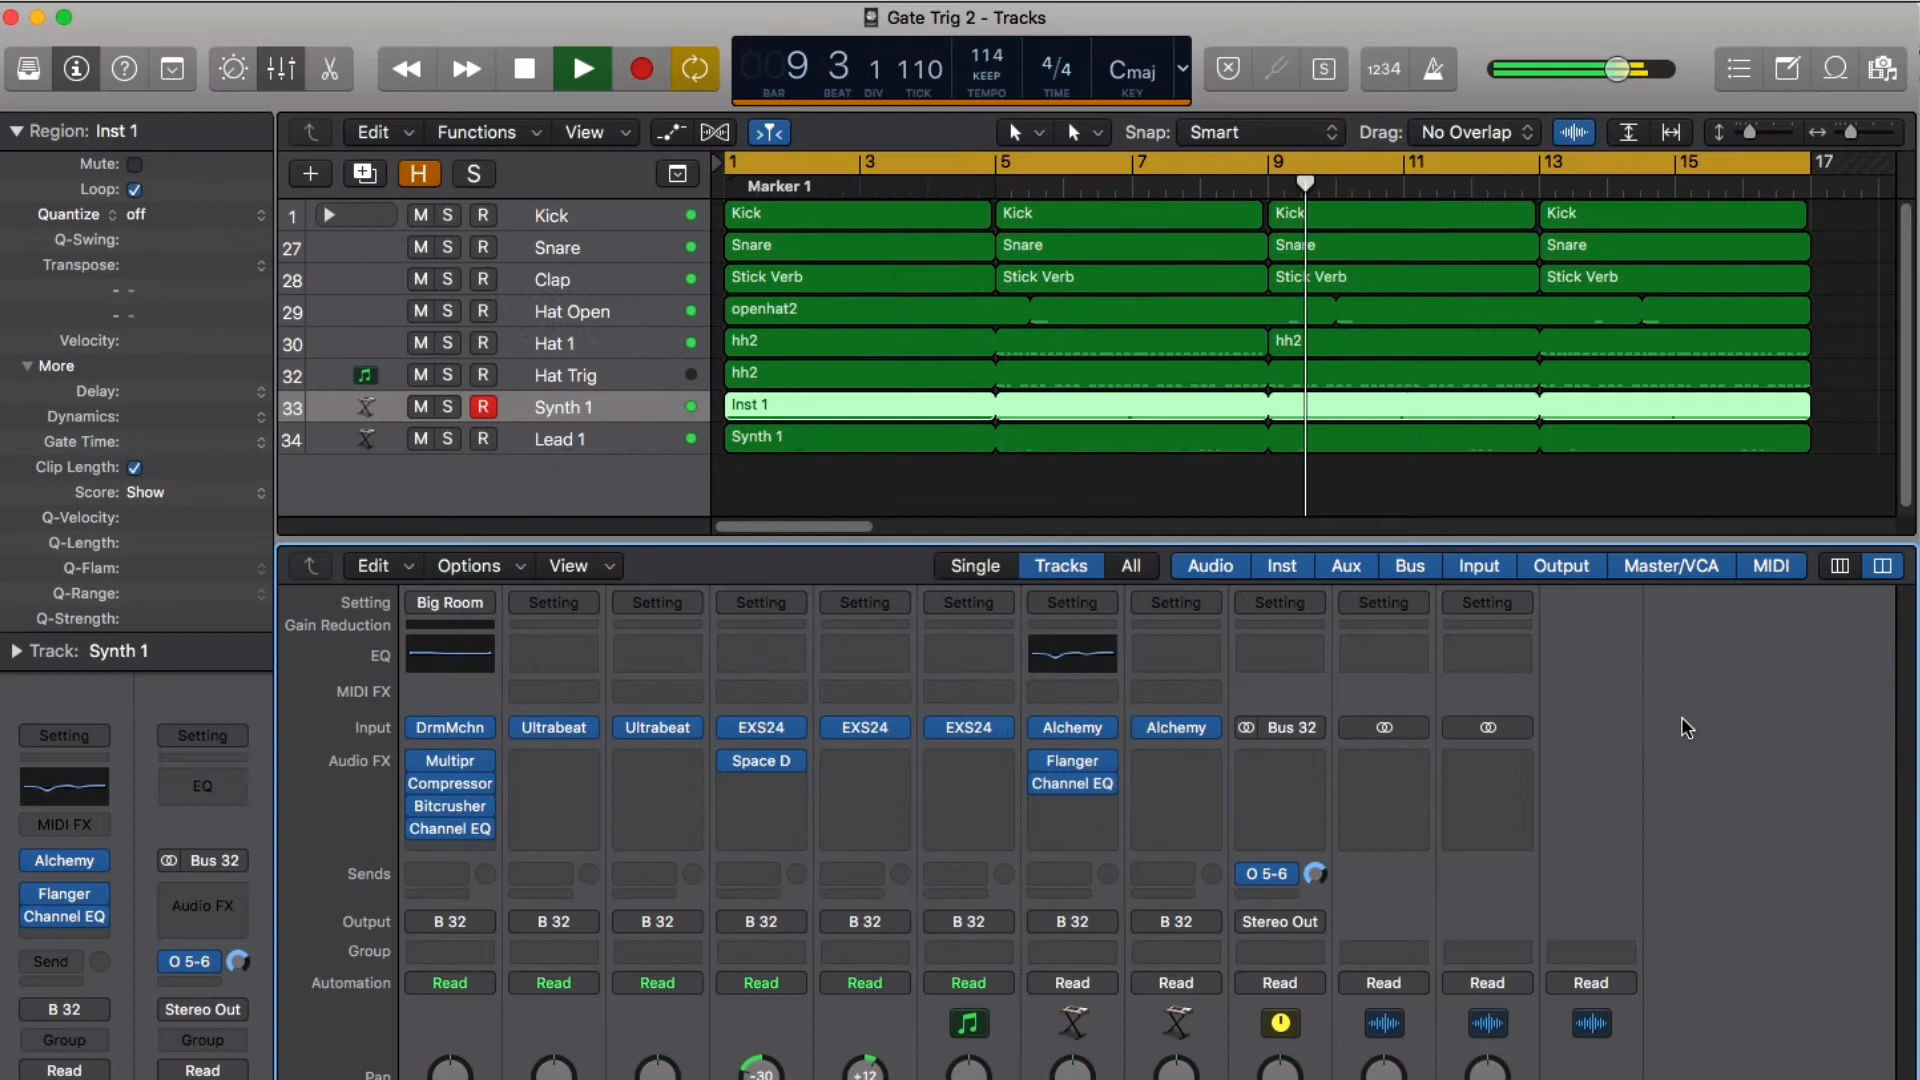 Gate Trig 2 - Tracks
009 3 1 110 114 KEEP 4/4 Cmaj
BAR BEAT DIV TICK TEMPO TIME KEY
S 1234
Region: Inst 1
Mute:
Loop:
Quantize off
Q-Swing:
Transpose:
- -
- -
Velocity:
More
Delay:
Dynamics:
Gate Time:
Clip Length:
Score: Show
Q-Velocity:
Q-Length:
Q-Flam:
Q-Range:
Q-Strength:
Track: Synth 1
Setting Setting
EQ
MIDI FX
Alchemy Bus 32
Flanger
Channel EQ Audio FX
Send O 5-6
B 32 Stereo Out
Group Group
Read Read
Edit Functions View Snap: Smart Drag: No Overlap
H S
1 3 5 7 9 11 13 15 17
Marker 1
1 M S R Kick Kick Kick Kick Kick
27 M S R Snare Snare Snare Snare Snare
28 M S R Clap Stick Verb Stick Verb Stick Verb Stick Verb
29 M S R Hat Open openhat2
30 M S R Hat 1 hh2 hh2
32 M S R Hat Trig hh2
33 M S R Synth 1 Inst 1
34 M S R Lead 1 Synth 1
Edit Options View Single Tracks All Audio Inst Aux Bus Input Output Master/VCA MIDI
Setting Big Room Setting Setting Setting Setting Setting Setting Setting Setting Setting Setting
Gain Reduction
EQ
MIDI FX
Input DrmMchn Ultrabeat Ultrabeat EXS24 EXS24 EXS24 Alchemy Alchemy Bus 32
Audio FX Multipr Space D Flanger
Compressor Channel EQ
Bitcrusher
Channel EQ
Sends O 5-6
Output B 32 B 32 B 32 B 32 B 32 B 32 B 32 B 32 Stereo Out
Group
Automation Read Read Read Read Read Read Read Read Read Read Read Read
Pan -30 +12